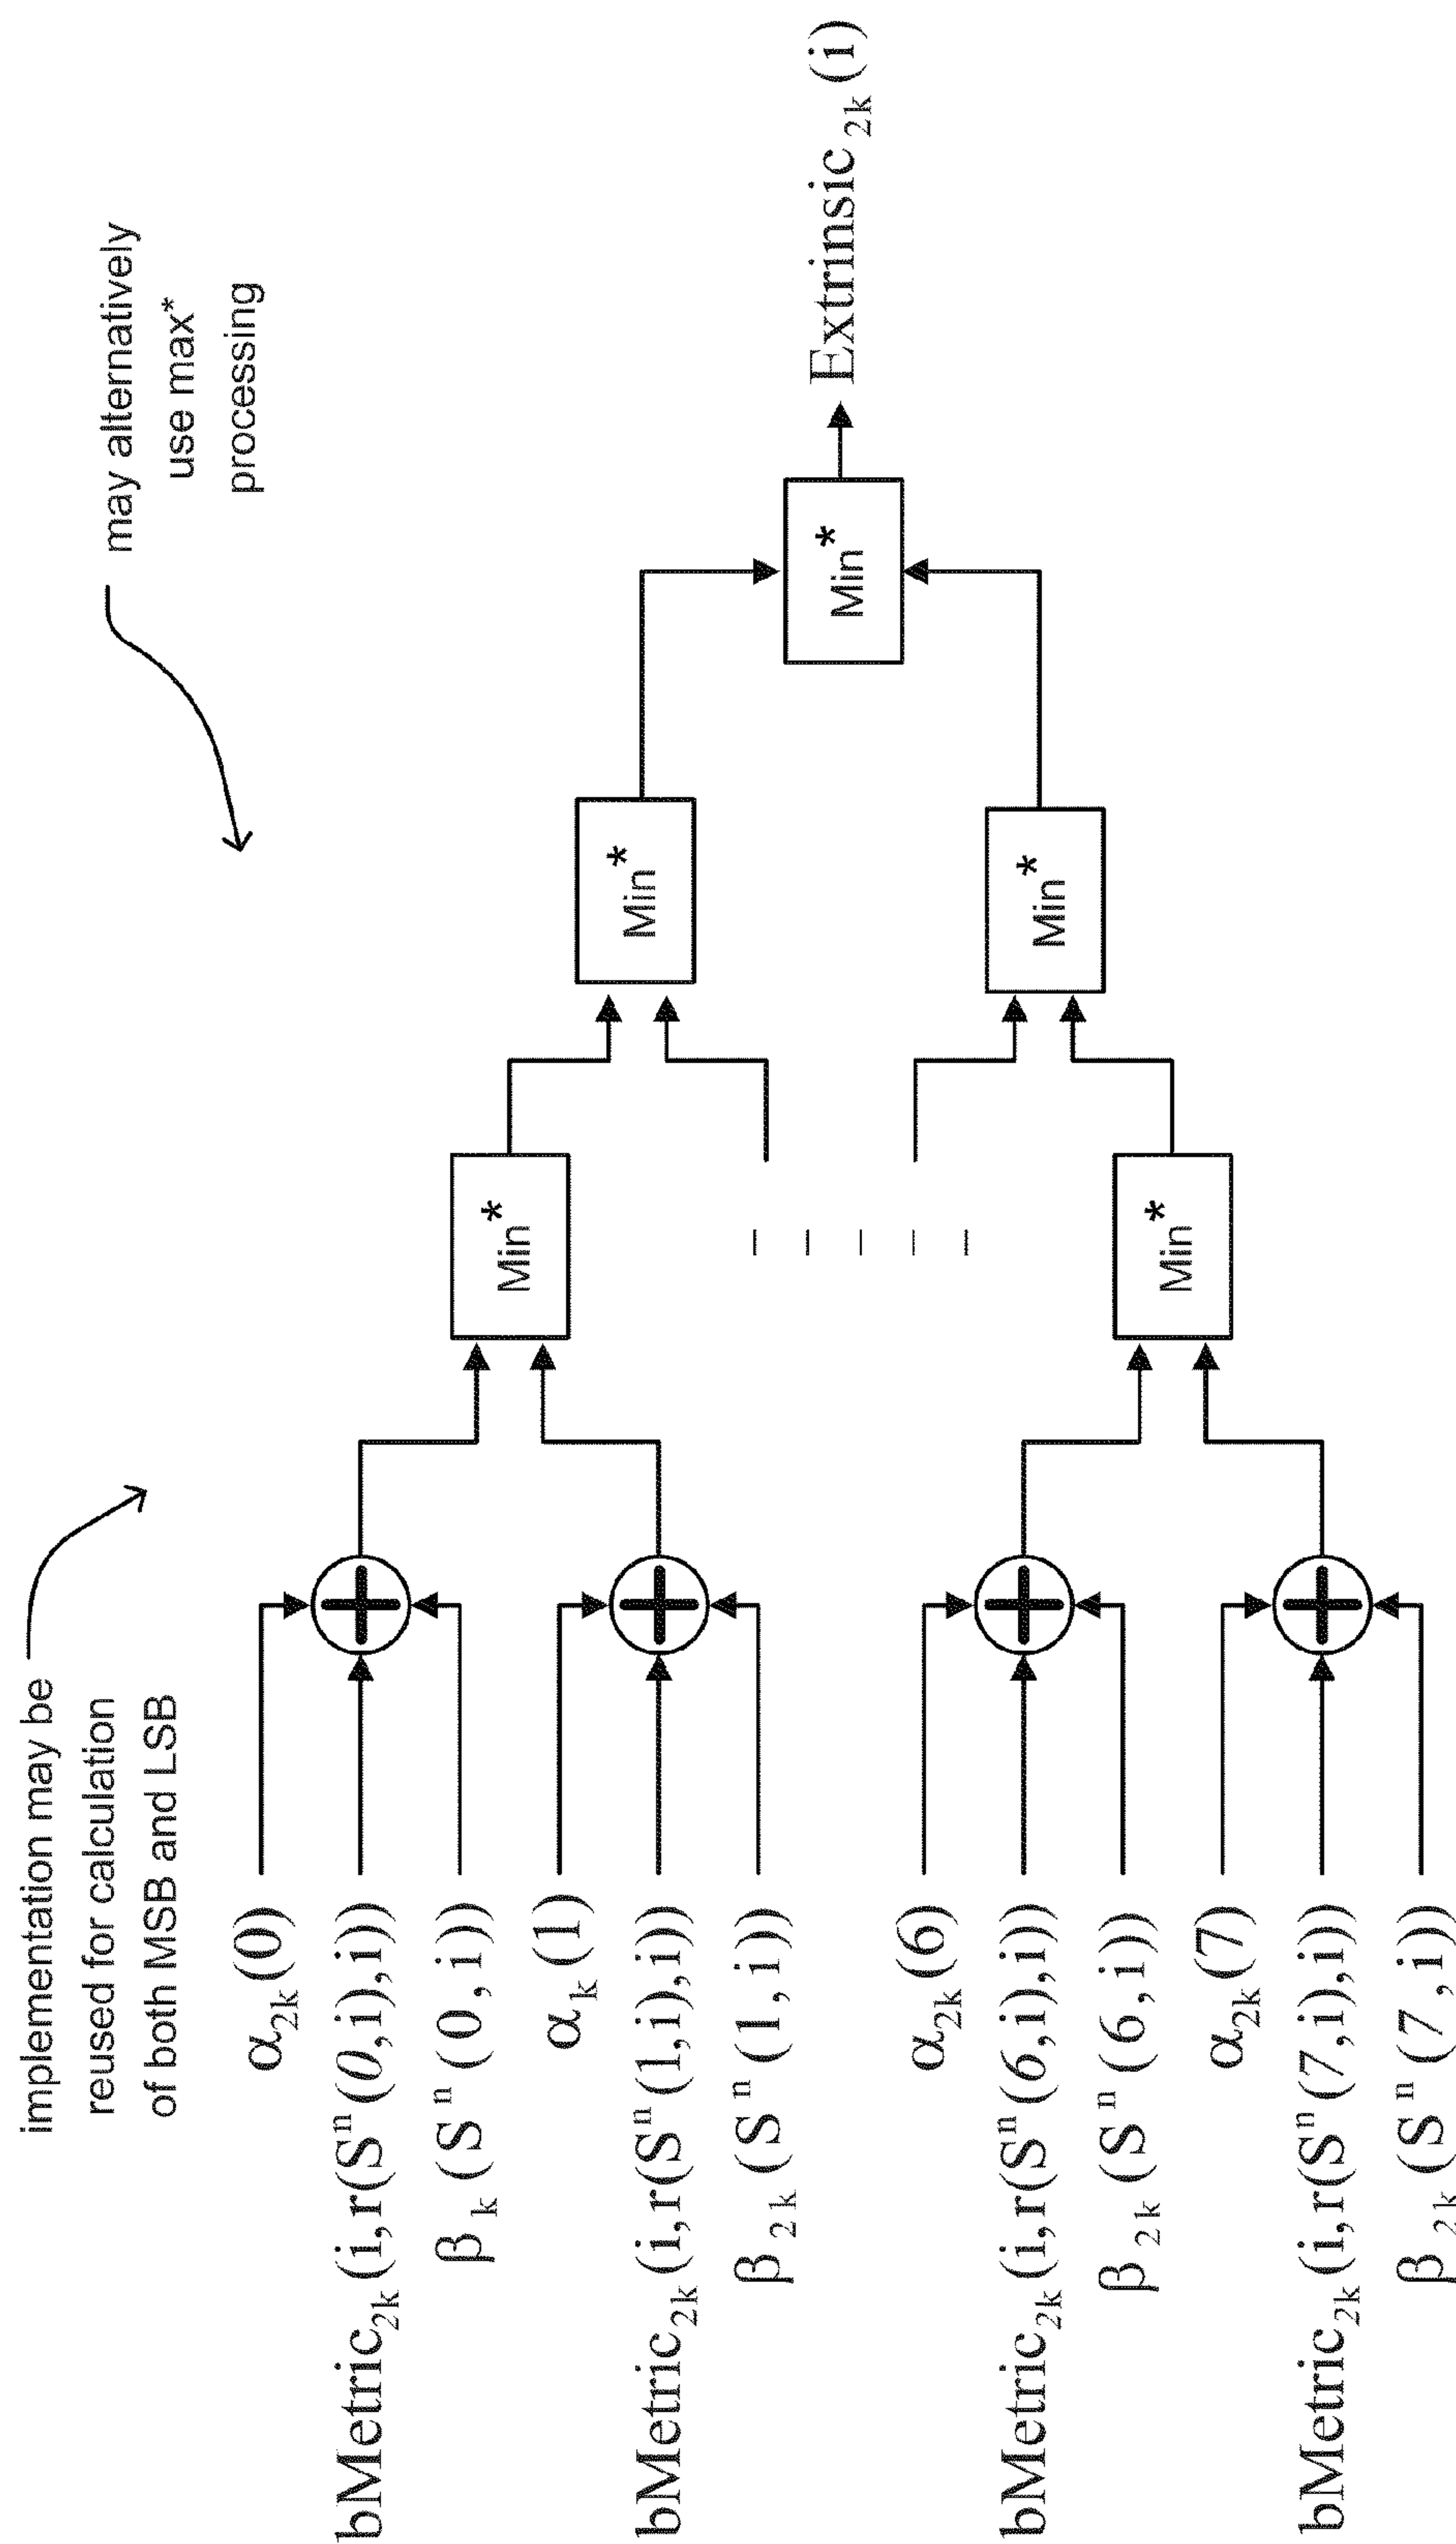 implementation may be
reused for calculation
of both MSB and LSB
may alternatively
use max*
processing
α2k(0)
bMetric2k(i,r(Sn(0,i),i))
βk(Sn(0,i))
αk(1)
bMetric2k(i,r(Sn(1,i),i))
β2k(Sn(1,i))
α2k(6)
bMetric2k(i,r(Sn(6,i),i))
β2k(Sn(6,i))
α2k(7)
bMetric2k(i,r(Sn(7,i),i))
β2k(Sn(7,i))
+
+
+
+
Min*
Min*
Min*
Min*
Min*
Extrinsic2k(i)